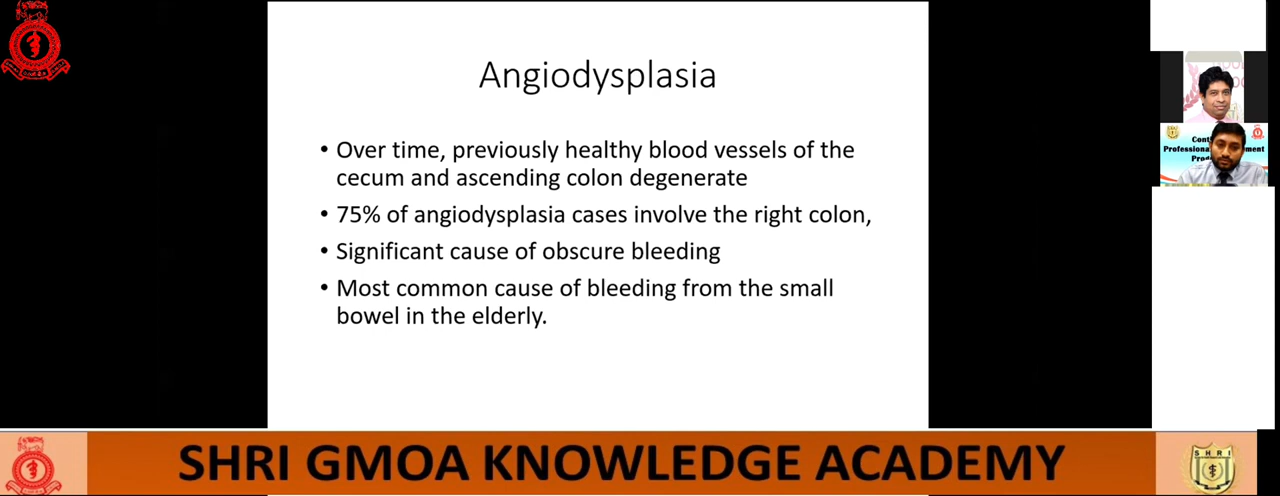 Angiodysplasia
• Over time, previously healthy blood vessels of the
cecum and ascending colon degenerate
• 75% of angiodysplasia cases involve the right colon,
• Significant cause of obscure bleeding
• Most common cause of bleeding from the small
bowel in the elderly.
SHRI GMOA KNOWLEDGE ACADEMY
SHRI